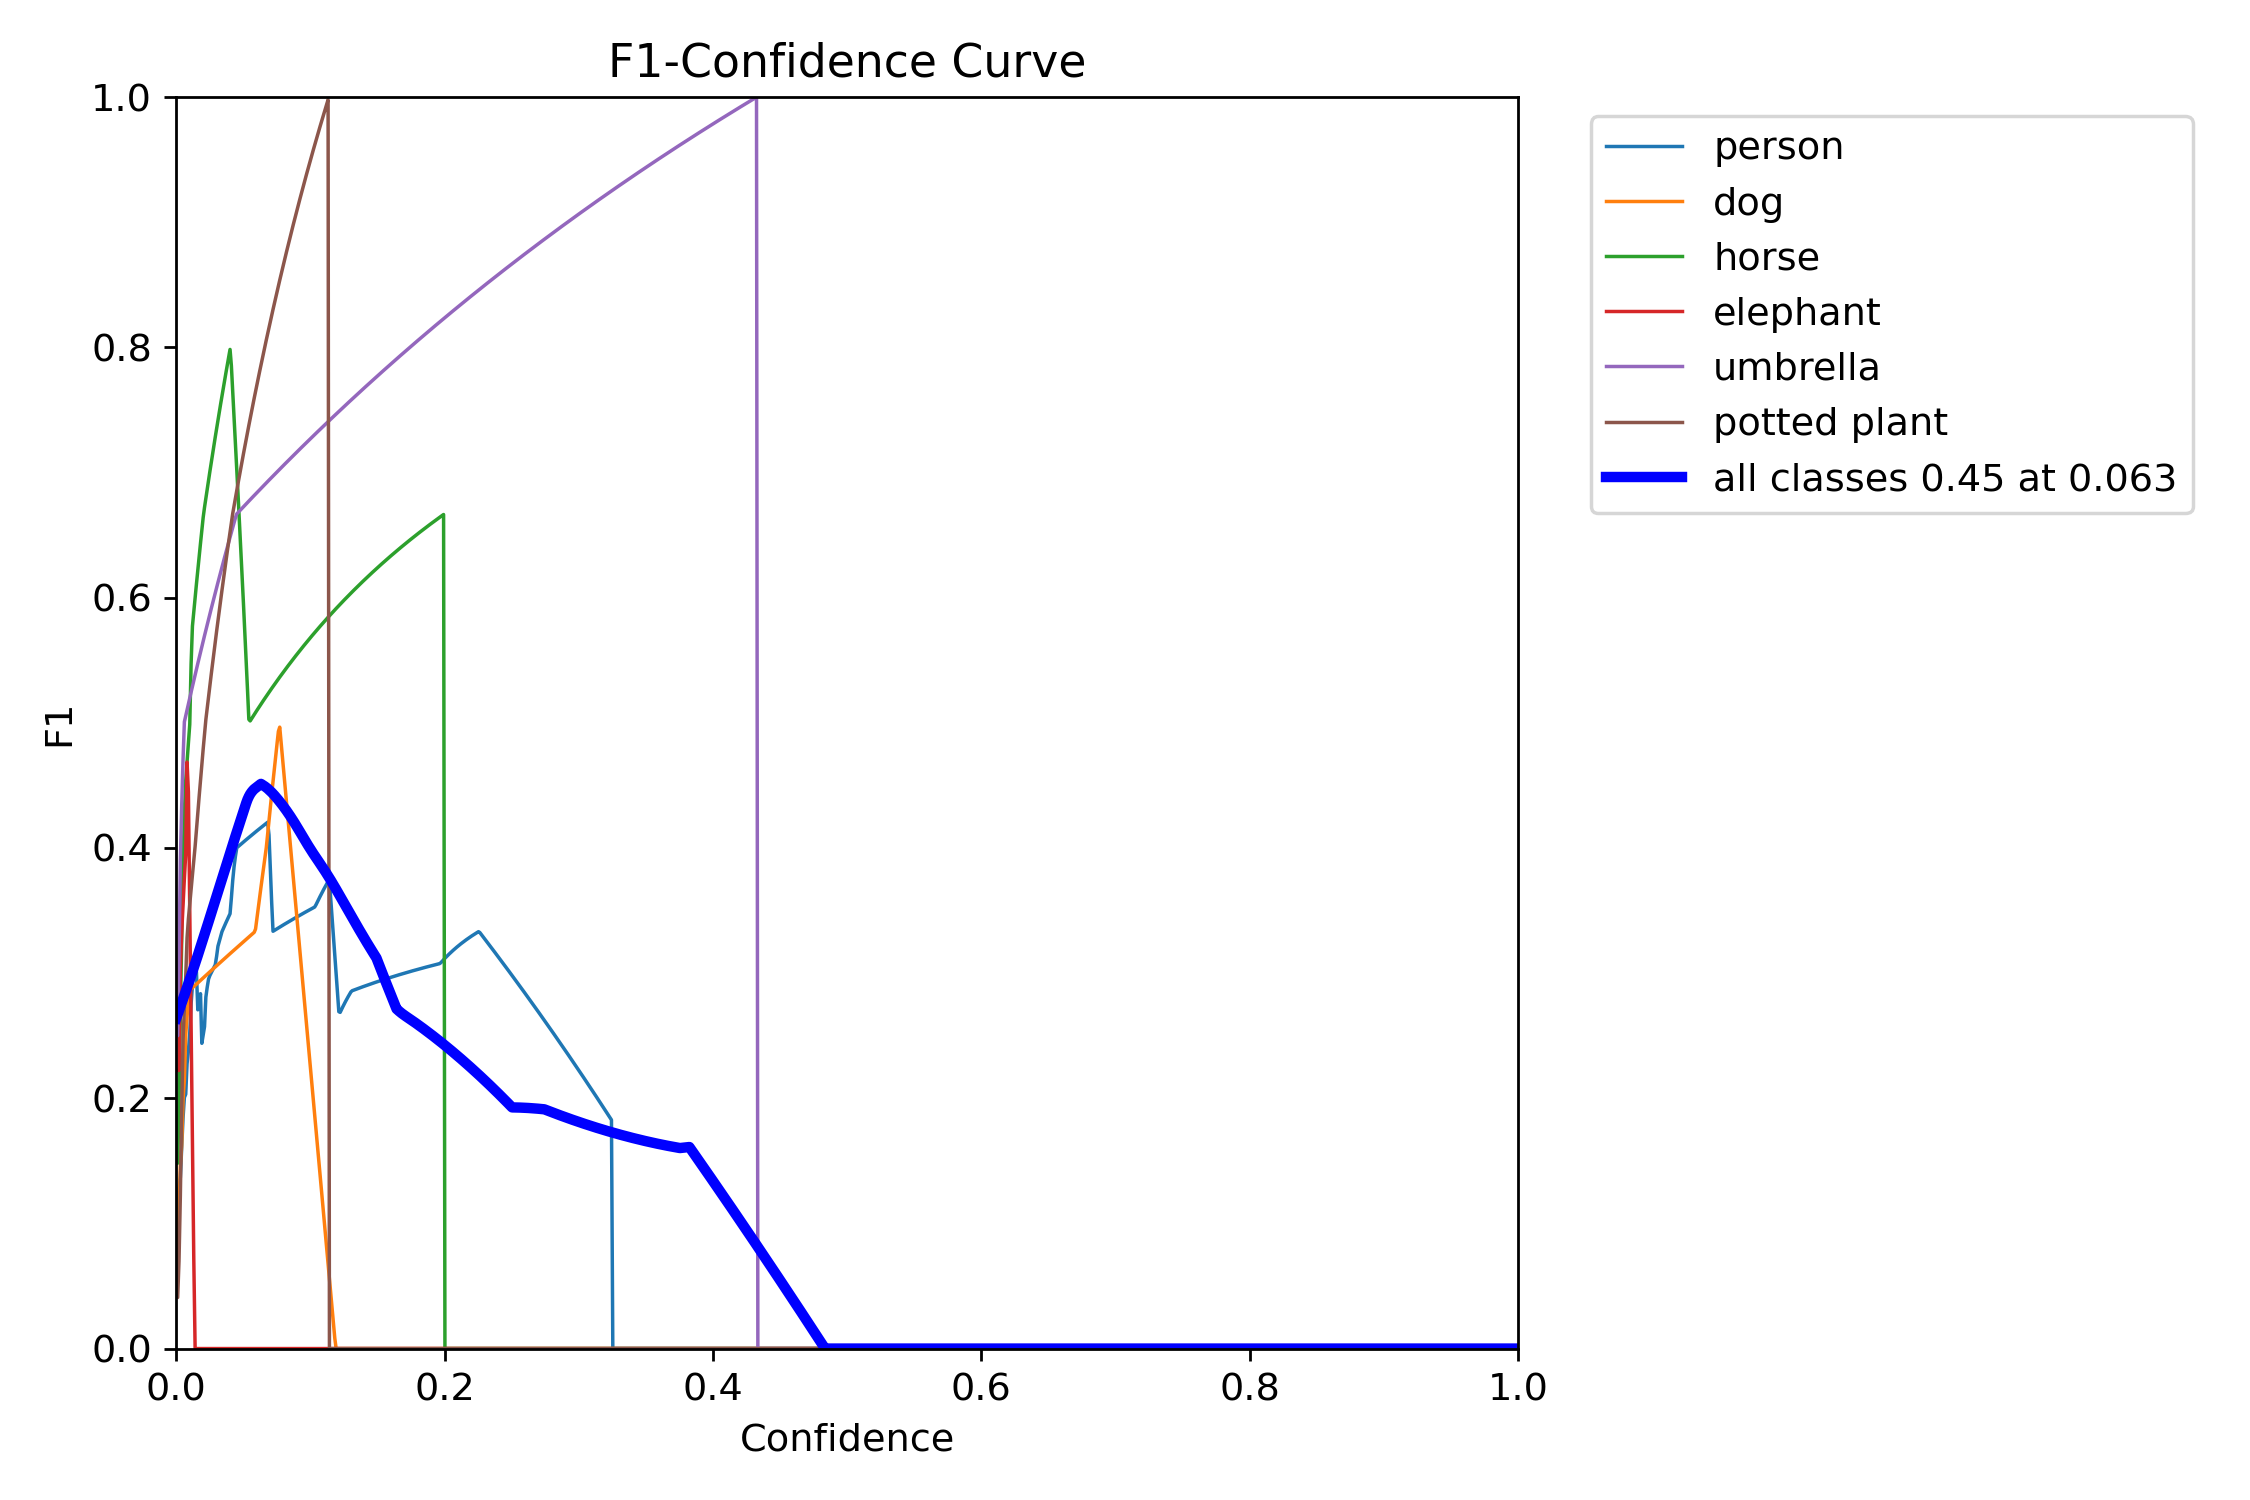 F1-Confidence Curve
1.0
0.8
0.6
0.4
0.2
0.0
F1
0.0 0.2 0.4 0.6 0.8 1.0
Confidence
person
dog
horse
elephant
umbrella
potted plant
all classes 0.45 at 0.063